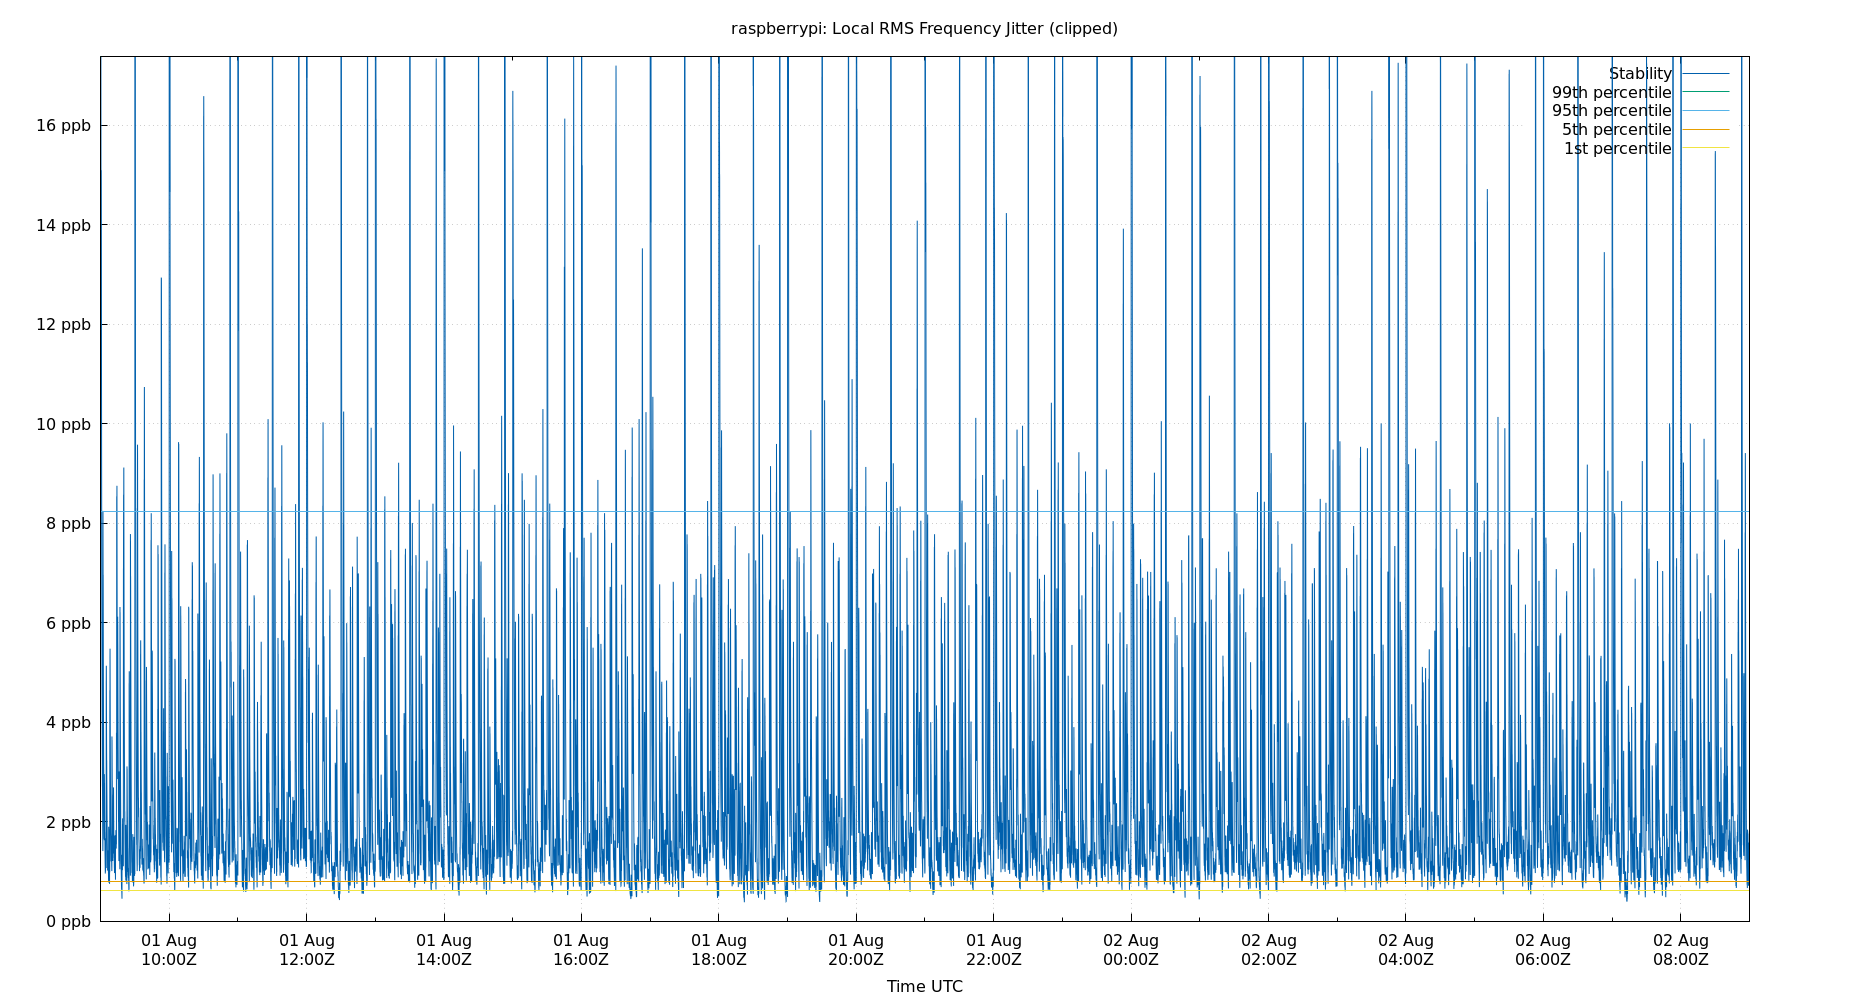 raspberrypi: Local RMS Frequency Jitter (clipped)
Stability
99th percentile
95th percentile
5th percentile
1st percentile
16 ppb
14 ppb
12 ppb
10 ppb
8 ppb
6 ppb
4 ppb
2 ppb
0 ppb
01 Aug 01 Aug 01 Aug 01 Aug 01 Aug 01 Aug 01 Aug 02 Aug 02 Aug 02 Aug 02 Aug 02 Aug
10:00Z 12:00Z 14:00Z 16:00Z 18:00Z 20:00Z 22:00Z 00:00Z 02:00Z 04:00Z 06:00Z 08:00Z
Time UTC